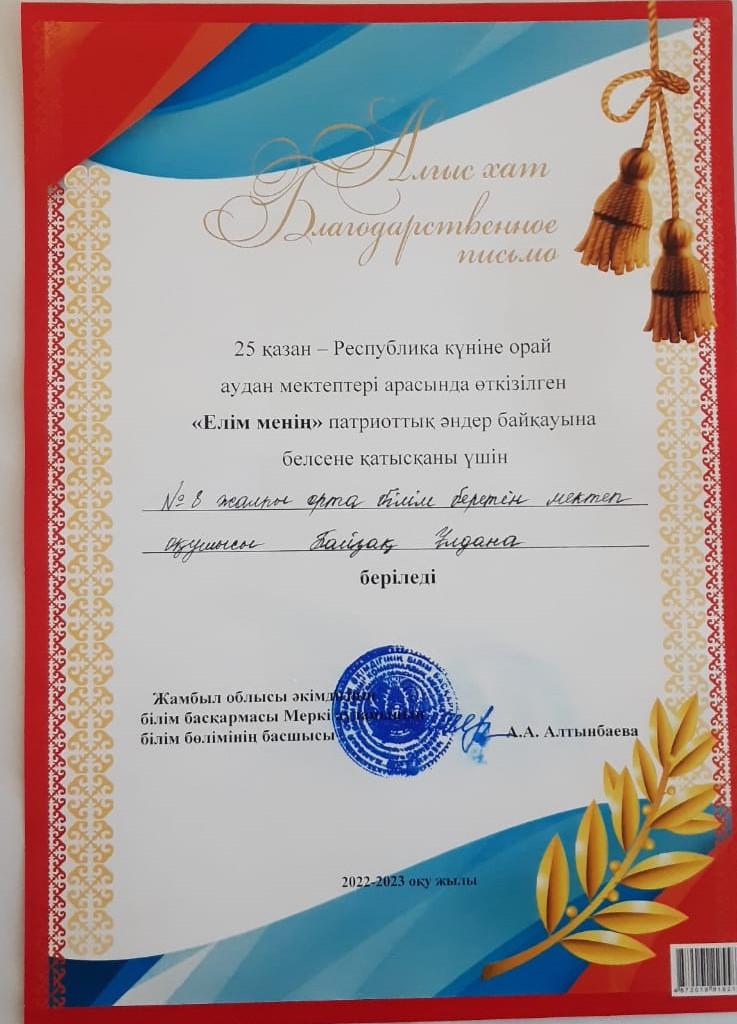 Алғыс хат
Благодарственное
письмо
25 қазан – Республика күніне орай
аудан мектептері арасында өткізілген
«Елім менің» патриоттық әндер байқауына
белсене қатысқаны үшін
№ 8 жалпы орта білім беретін мектеп
оқушысы Байзақ Ұлдана
беріледі
Жамбыл облысы әкімдігінің
білім басқармасы Меркі ауданының
білім бөлімінің басшысы А.А. Алтынбаева
2022-2023 оқу жылы